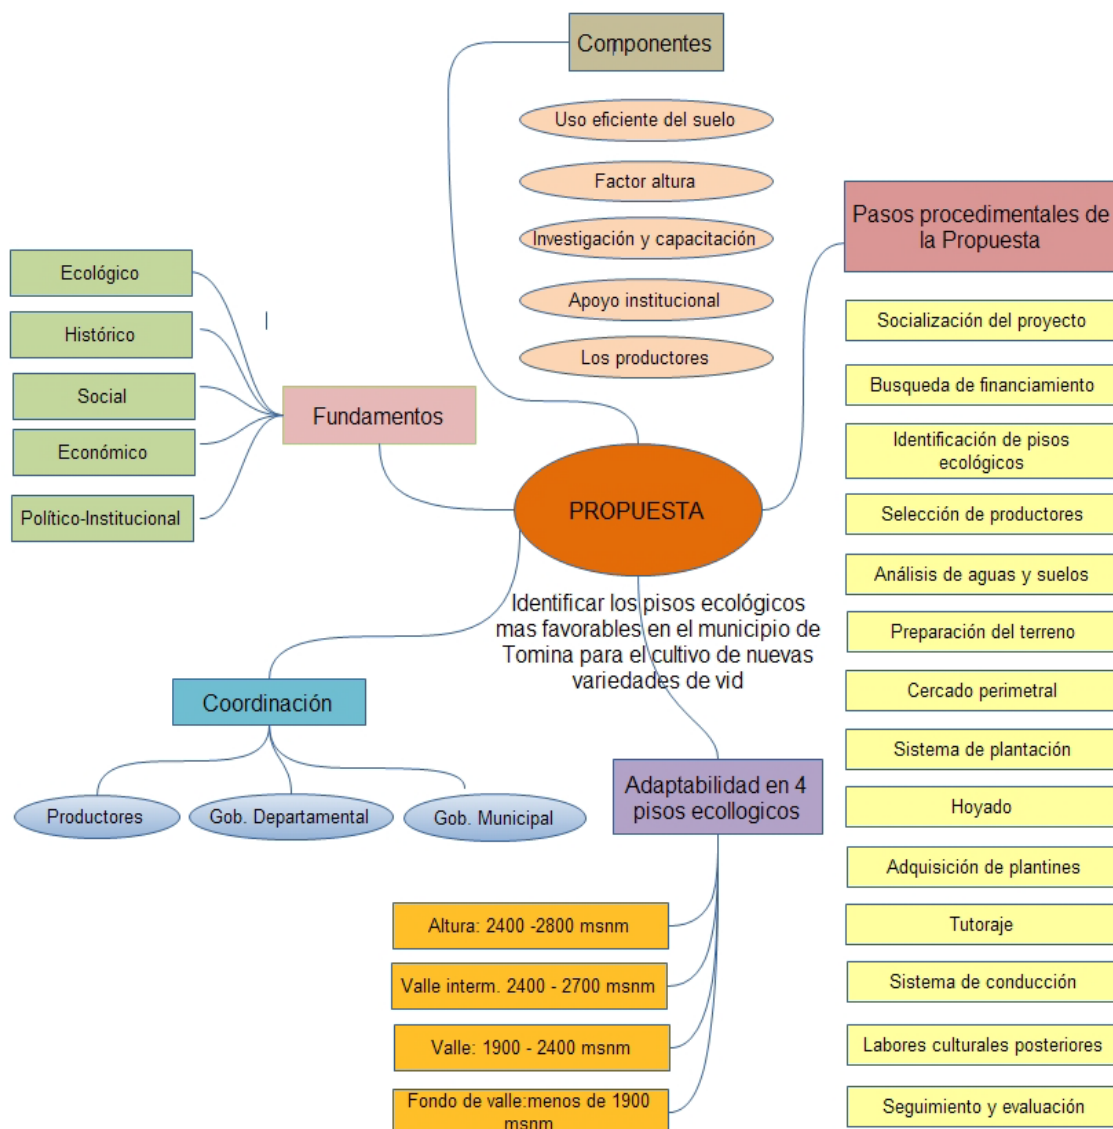 Componentes
Uso eficiente del suelo
Factor altura
Investigación y capacitación
Apoyo institucional
Los productores
Pasos procedimentales de
la Propuesta
Socialización del proyecto
Busqueda de financiamiento
Identificación de pisos
ecológicos
Selección de productores
Análisis de aguas y suelos
Preparación del terreno
Cercado perimetral
Sistema de plantación
Hoyado
Adquisición de plantines
Tutoraje
Sistema de conducción
Labores culturales posteriores
Seguimiento y evaluación
Ecológico
Histórico
Social
Económico
Político-Institucional
Fundamentos
PROPUESTA
Identificar los pisos ecológicos
mas favorables en el municipio de
Tomina para el cultivo de nuevas
variedades de vid
Coordinación
Productores
Gob. Departamental
Gob. Municipal
Adaptabilidad en 4
pisos ecollogicos
Altura: 2400 -2800 msnm
Valle interm. 2400 - 2700 msnm
Valle: 1900 - 2400 msnm
Fondo de valle:menos de 1900
msnm